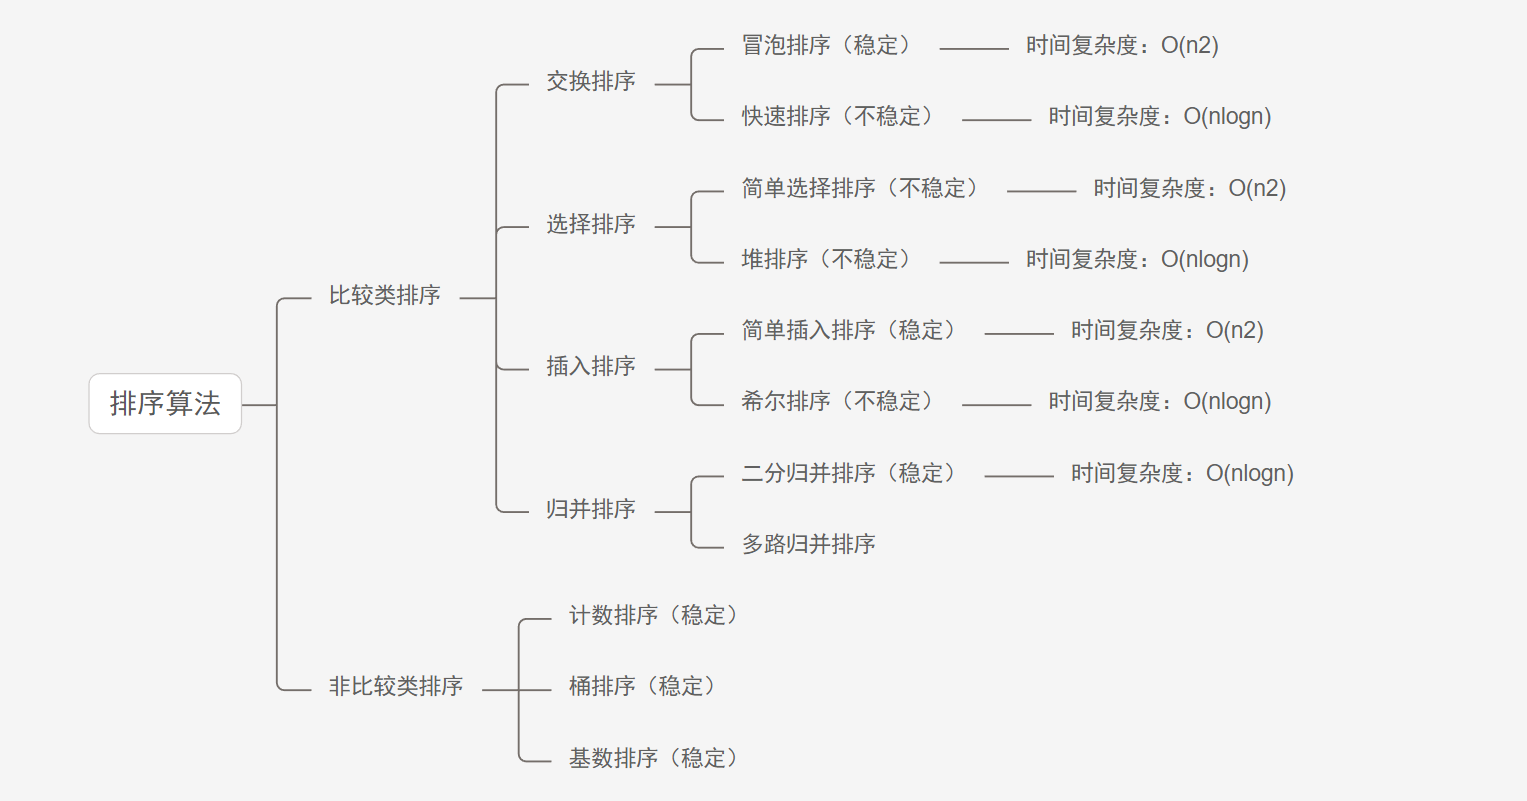 排序算法
比较类排序
交换排序
冒泡排序（稳定） 时间复杂度：O(n2)
快速排序（不稳定） 时间复杂度：O(nlogn)
选择排序
简单选择排序（不稳定） 时间复杂度：O(n2)
堆排序（不稳定） 时间复杂度：O(nlogn)
插入排序
简单插入排序（稳定） 时间复杂度：O(n2)
希尔排序（不稳定） 时间复杂度：O(nlogn)
归并排序
二分归并排序（稳定） 时间复杂度：O(nlogn)
多路归并排序
非比较类排序
计数排序（稳定）
桶排序（稳定）
基数排序（稳定）